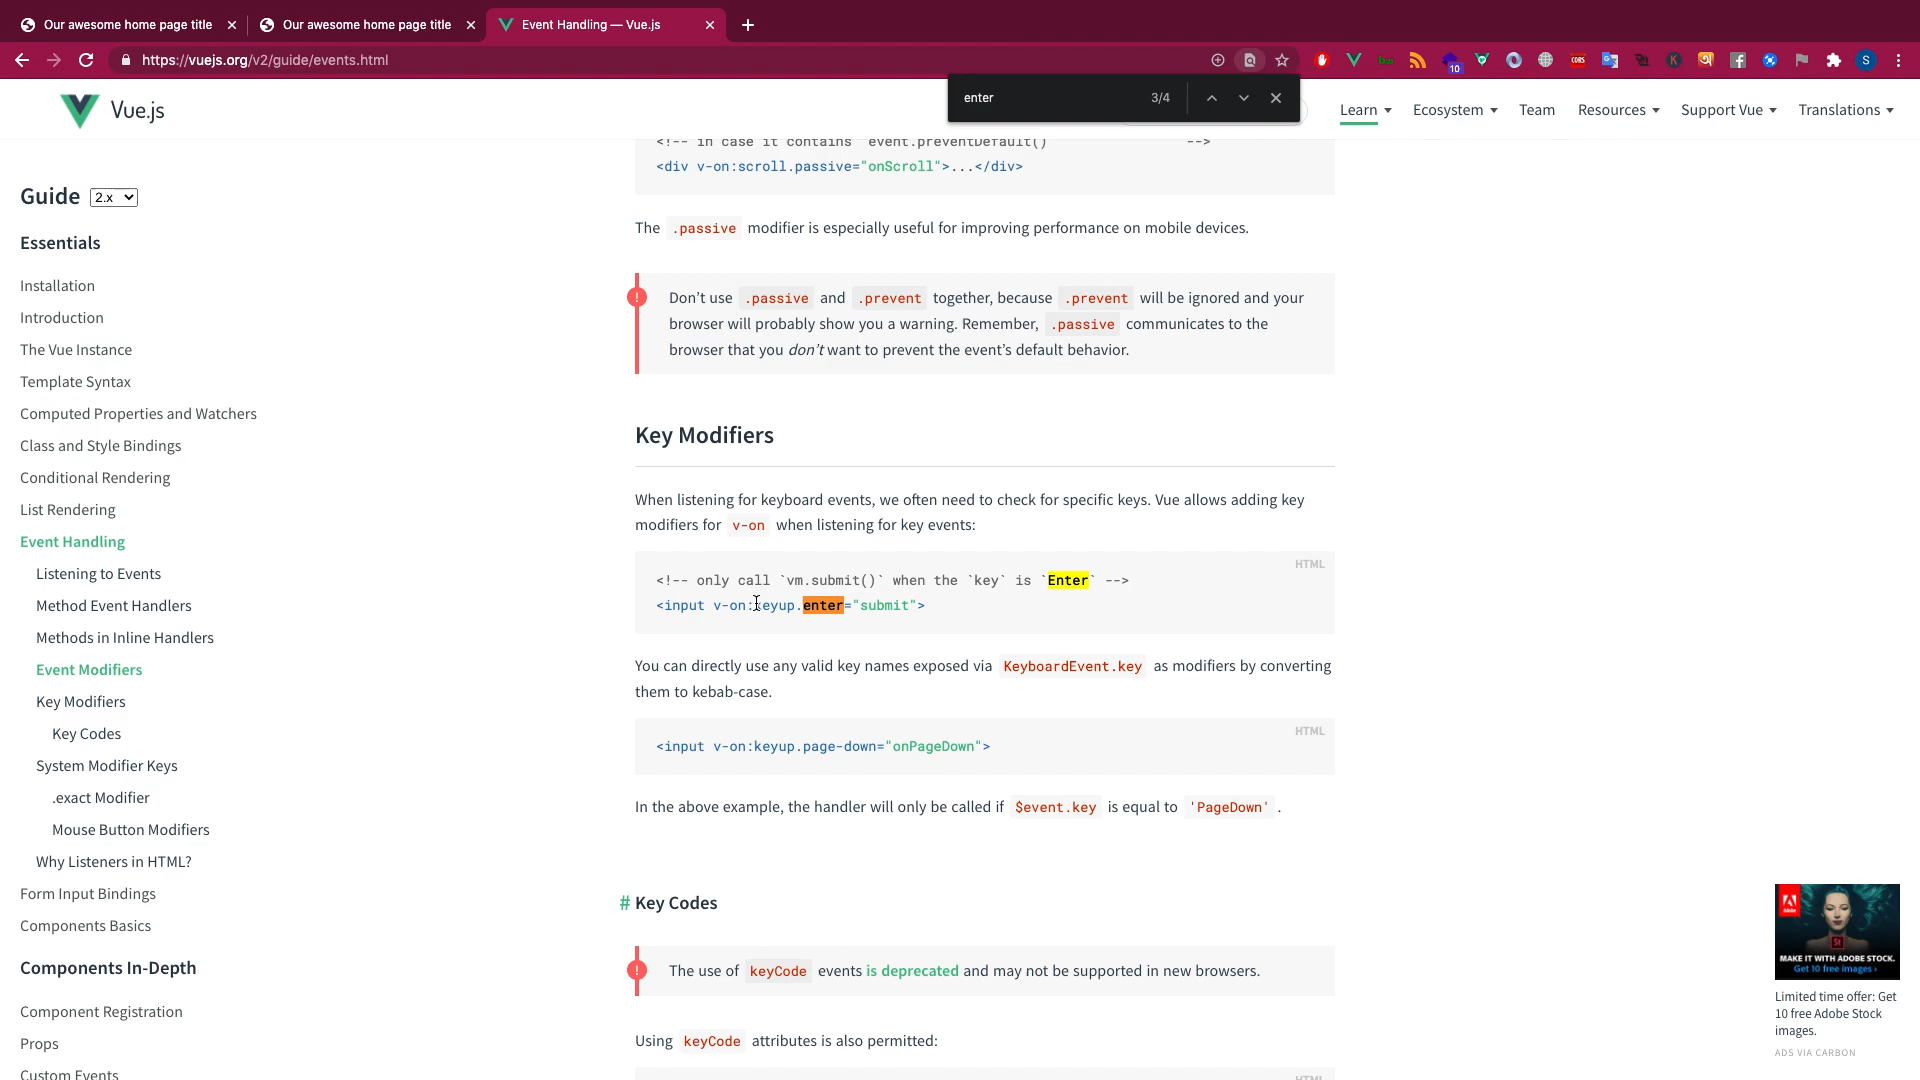 Our awesome home page title
Our awesome home page title
Event Handling — Vue.js
https://vuejs.org/v2/guide/events.html
10
CORS
K
S
enter
3/4
Vue.js
Learn
Ecosystem
Team
Resources
Support Vue
Translations
Guide 2.x
Essentials
Installation
Introduction
The Vue Instance
Template Syntax
Computed Properties and Watchers
Class and Style Bindings
Conditional Rendering
List Rendering
Event Handling
Listening to Events
Method Event Handlers
Methods in Inline Handlers
Event Modifiers
Key Modifiers
Key Codes
System Modifier Keys
.exact Modifier
Mouse Button Modifiers
Why Listeners in HTML?
Form Input Bindings
Components Basics
Components In-Depth
Component Registration
Props
Custom Events
<!-- in case it contains `event.preventDefault()` -->
<div v-on:scroll.passive="onScroll">...</div>
The .passive modifier is especially useful for improving performance on mobile devices.
Don’t use .passive and .prevent together, because .prevent will be ignored and your
browser will probably show you a warning. Remember, .passive communicates to the
browser that you don’t want to prevent the event’s default behavior.
Key Modifiers
When listening for keyboard events, we often need to check for specific keys. Vue allows adding key
modifiers for v-on when listening for key events:
HTML
<!-- only call `vm.submit()` when the `key` is `Enter` -->
<input v-on:keyup.enter="submit">
You can directly use any valid key names exposed via KeyboardEvent.key as modifiers by converting
them to kebab-case.
HTML
<input v-on:keyup.page-down="onPageDown">
In the above example, the handler will only be called if $event.key is equal to 'PageDown' .
# Key Codes
The use of keyCode events is deprecated and may not be supported in new browsers.
Using keyCode attributes is also permitted:
HTML
St
MAKE IT WITH ADOBE STOCK.
Get 10 free images ›
Limited time offer: Get
10 free Adobe Stock
images.
ADS VIA CARBON